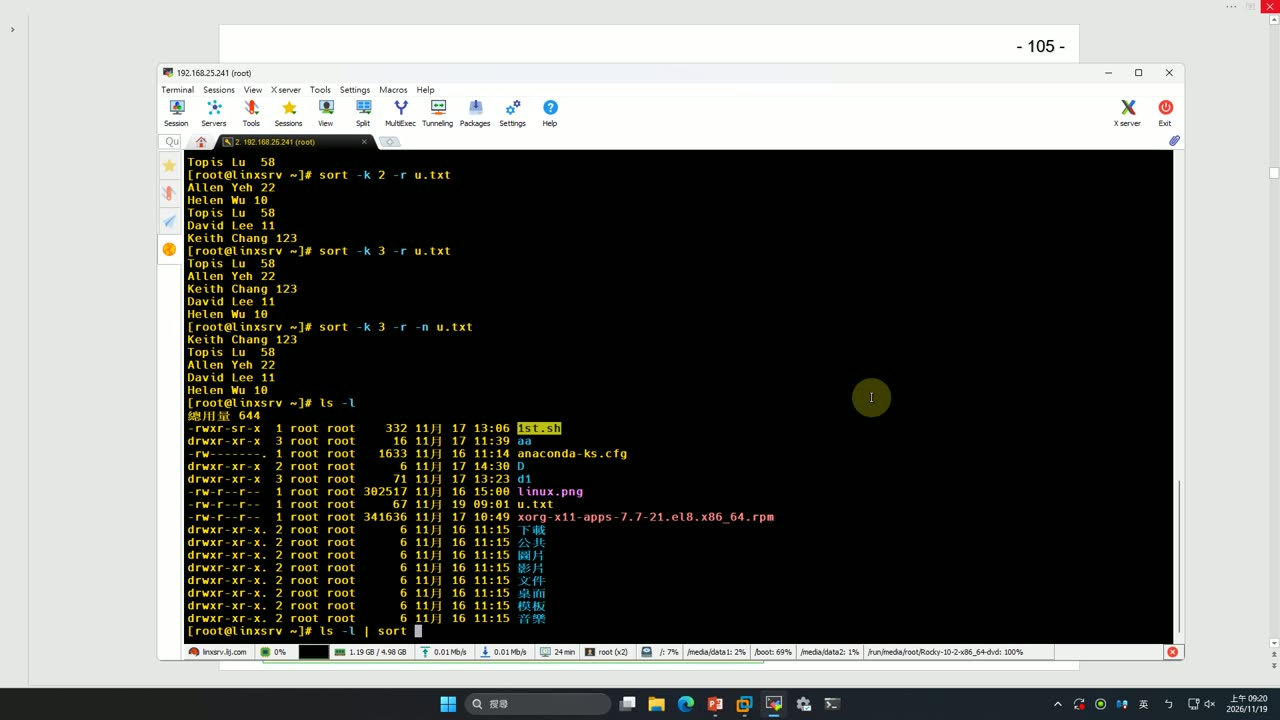 - 105 -
192.168.25.241 (root)
Terminal Sessions View X server Tools Settings Macros Help
Session Servers Tools Sessions View Split MultiExec Tunneling Packages Settings Help X server Exit
Qu 2. 192.168.25.241 (root)
Topis Lu  58
[root@linxsrv ~]# sort -k 2 -r u.txt
Allen Yeh 22
Helen Wu 10
Topis Lu  58
David Lee 11
Keith Chang 123
[root@linxsrv ~]# sort -k 3 -r u.txt
Topis Lu  58
Allen Yeh 22
Keith Chang 123
David Lee 11
Helen Wu 10
[root@linxsrv ~]# sort -k 3 -r -n u.txt
Keith Chang 123
Topis Lu  58
Allen Yeh 22
David Lee 11
Helen Wu 10
[root@linxsrv ~]# ls -l
總用量 644
-rwxr-sr-x  1 root root    332 11月 17 13:06 1st.sh
drwxr-xr-x  3 root root     16 11月 17 11:39 aa
-rw-------. 1 root root   1633 11月 16 11:14 anaconda-ks.cfg
drwxr-xr-x  2 root root      6 11月 17 14:30 D
drwxr-xr-x  3 root root     71 11月 17 13:23 d1
-rw-r--r--  1 root root 302517 11月 16 15:00 linux.png
-rw-r--r--  1 root root     67 11月 19 09:01 u.txt
-rw-r--r--  1 root root 341636 11月 17 10:49 xorg-x11-apps-7.7-21.el8.x86_64.rpm
drwxr-xr-x. 2 root root      6 11月 16 11:15 下載
drwxr-xr-x. 2 root root      6 11月 16 11:15 公共
drwxr-xr-x. 2 root root      6 11月 16 11:15 圖片
drwxr-xr-x. 2 root root      6 11月 16 11:15 影片
drwxr-xr-x. 2 root root      6 11月 16 11:15 文件
drwxr-xr-x. 2 root root      6 11月 16 11:15 桌面
drwxr-xr-x. 2 root root      6 11月 16 11:15 模板
drwxr-xr-x. 2 root root      6 11月 16 11:15 音樂
[root@linxsrv ~]# ls -l | sort
linxsrv.lij.com 0% 1.19 GB / 4.98 GB 0.01 Mb/s 0.01 Mb/s 24 min root (x2) /: 7% /media/data1: 2% /boot: 69% /media/data2: 1% /run/media/root/Rocky-10-2-x86_64-dvd: 100%
搜尋 英 ㄅ 上午 09:20
2026/11/19